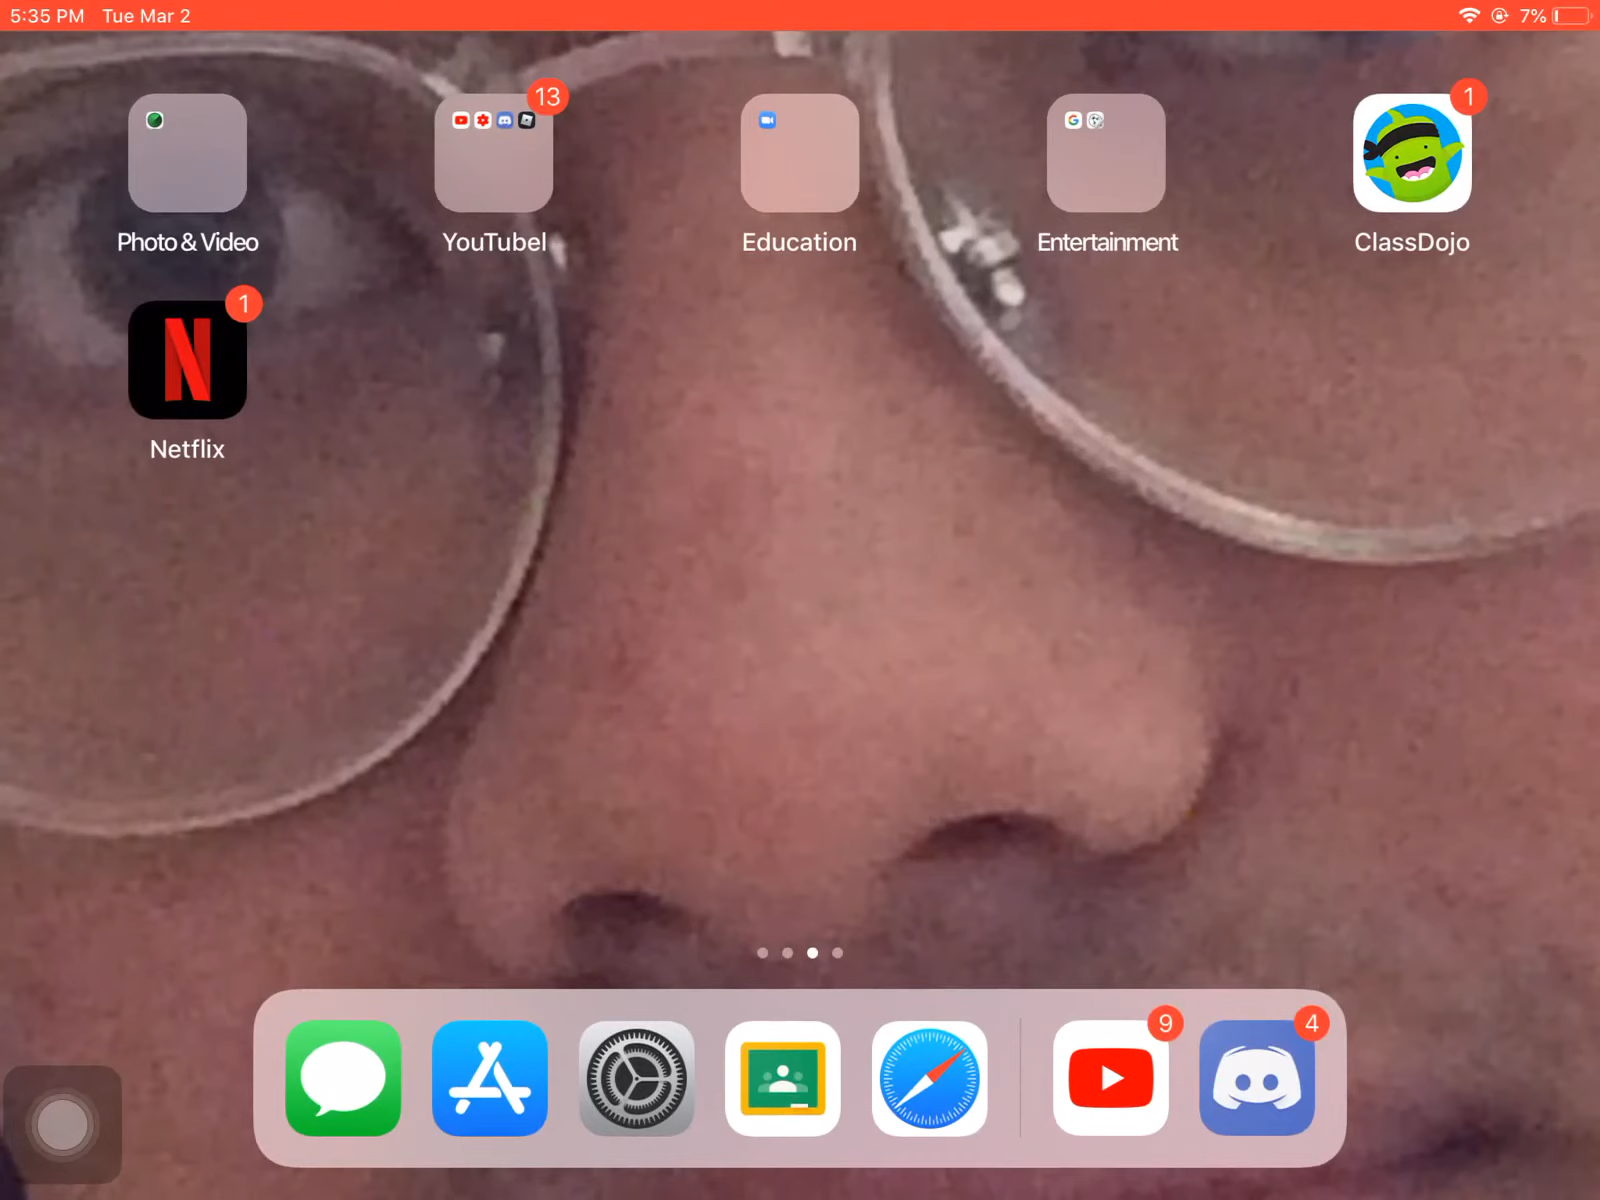 5:35 PM Tue Mar 2 7%
13 1
Photo & Video YouTubel Education Entertainment ClassDojo
1
N
Netflix
9 4